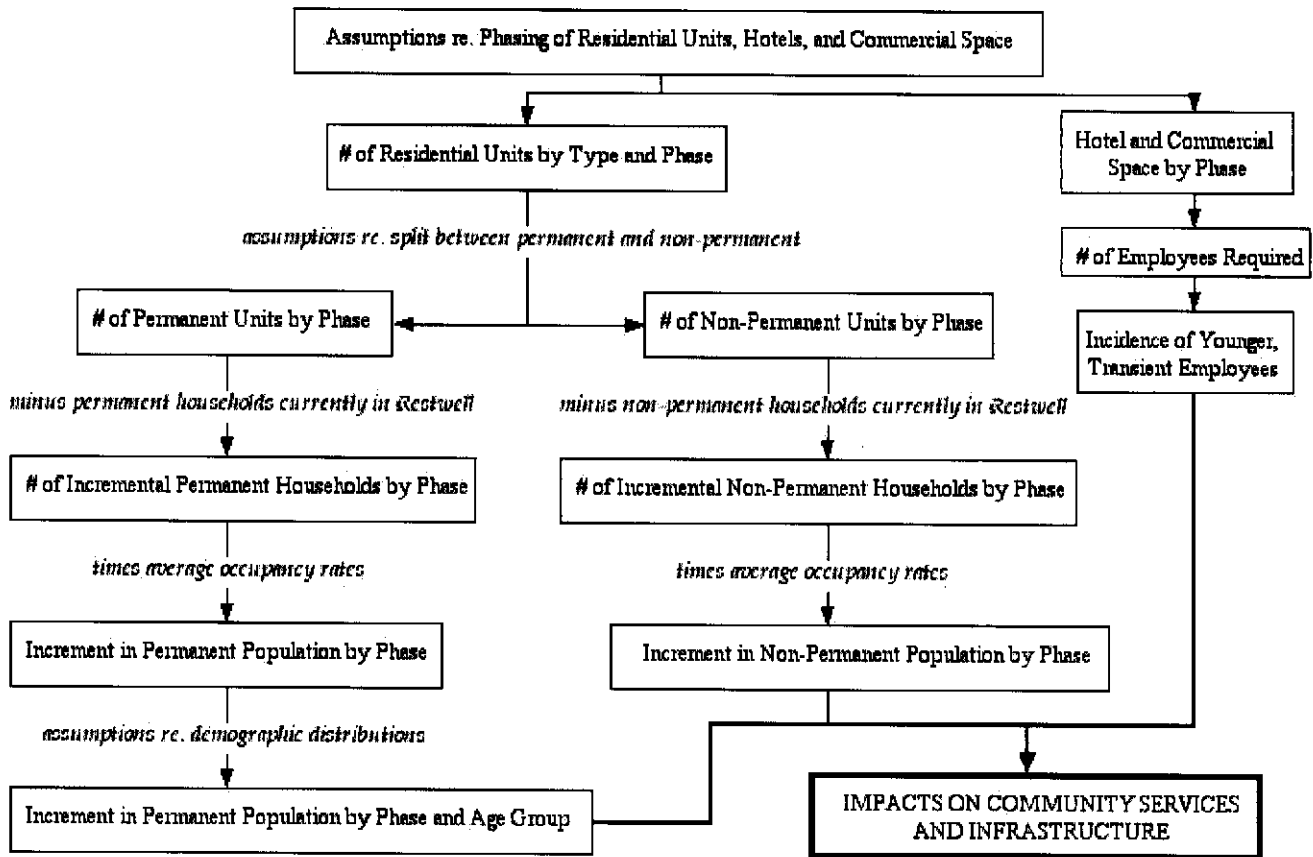 Assumptions re. Phasing of Residential Units, Hotels, and Commercial Space
# of Residential Units by Type and Phase
Hotel and Commercial
Space by Phase
assumptions re. split between permanent and non-permanent
# of Employees Required
# of Permanent Units by Phase
# of Non-Permanent Units by Phase
Incidence of Younger,
Transient Employees
minus permanent households currently in Restwell
minus non-permanent households currently in Restwell
# of Incremental Permanent Households by Phase
# of Incremental Non-Permanent Households by Phase
times average occupancy rates
times average occupancy rates
Increment in Permanent Population by Phase
Increment in Non-Permanent Population by Phase
assumptions re. demographic distributions
Increment in Permanent Population by Phase and Age Group
IMPACTS ON COMMUNITY SERVICES
AND INFRASTRUCTURE